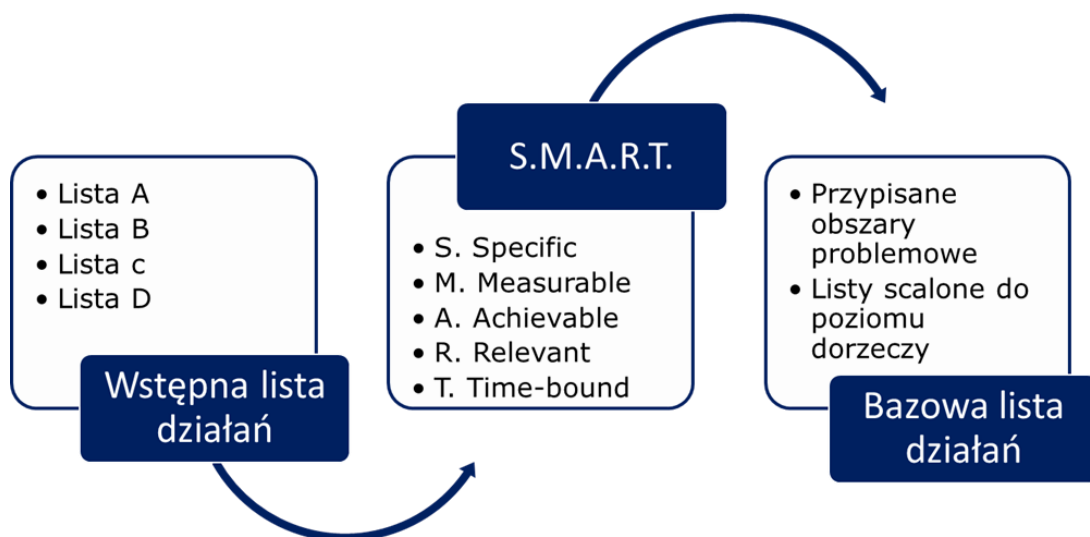 • Lista A
• Lista B
• Lista c
• Lista D
Wstępna lista
działań
S.M.A.R.T.
• S. Specific
• M. Measurable
• A. Achievable
• R. Relevant
• T. Time-bound
• Przypisane
obszary
problemowe
• Listy scalone do
poziomu
dorzeczy
Bazowa lista
działań